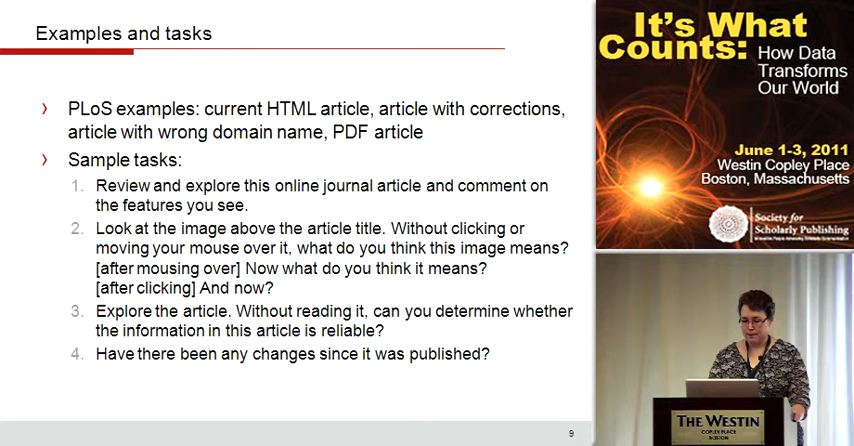 Examples and tasks
› PLoS examples: current HTML article, article with corrections,
article with wrong domain name, PDF article
› Sample tasks:
1. Review and explore this online journal article and comment on
the features you see.
2. Look at the image above the article title. Without clicking or
moving your mouse over it, what do you think this image means?
[after mousing over] Now what do you think it means?
[after clicking] And now?
3. Explore the article. Without reading it, can you determine whether
the information in this article is reliable?
4. Have there been any changes since it was published?
9
It's What
Counts: How Data
Transforms
Our World
June 1-3, 2011
Westin Copley Place
Boston, Massachusetts
Society for
Scholarly Publishing
THE WESTIN
COPLEY PLACE
BOSTON